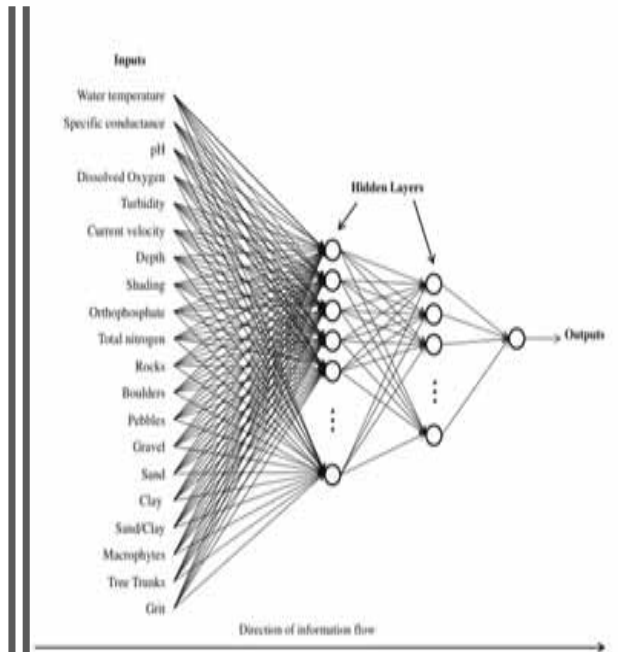 Inputs
Water temperature
Specific conductance
pH
Dissolved Oxygen
Turbidity
Current velocity
Depth
Shading
Orthophosphate
Total nitrogen
Rocks
Boulders
Pebbles
Gravel
Sand
Clay
Sand/Clay
Macrophytes
Tree Trunks
Grit
Hidden Layers
Outputs
Direction of information flow